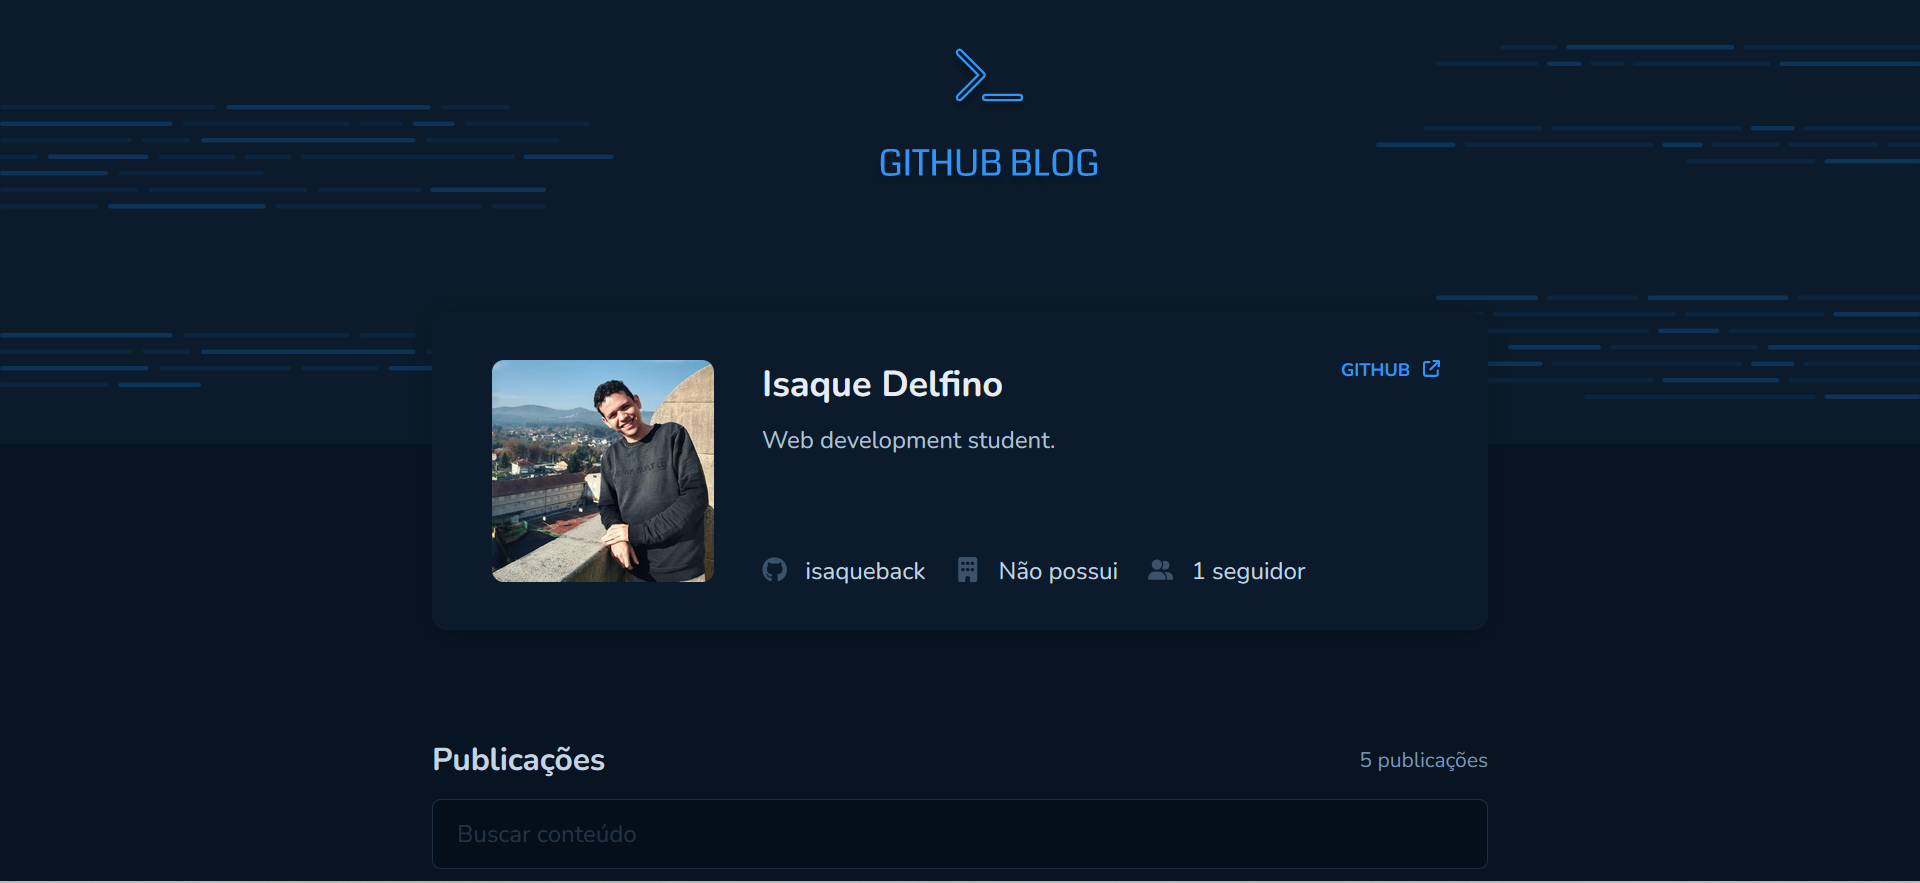 GITHUB BLOG
Isaque Delfino
GITHUB
Web development student.
isaqueback
Não possui
1 seguidor
Publicações
5 publicações
Buscar conteúdo